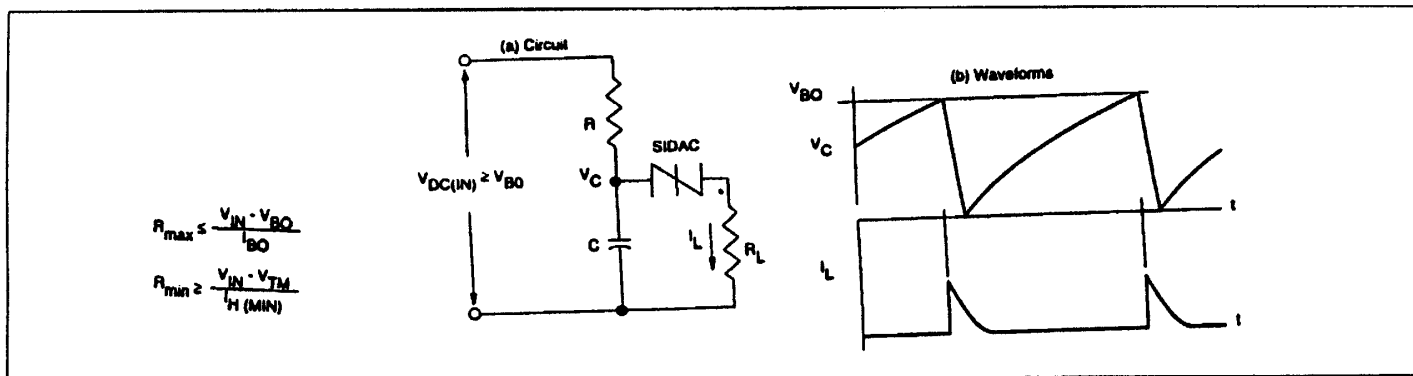 (a) Circuit
R
SIDAC
V_DC(IN) ≥ V_B0
V_C
C
I_L
R_L
R_max ≤ (V_IN - V_BO) / I_BO
R_min ≥ (V_IN - V_TM) / I_H (MIN)
(b) Waveforms
V_BO
V_C
t
I_L
t